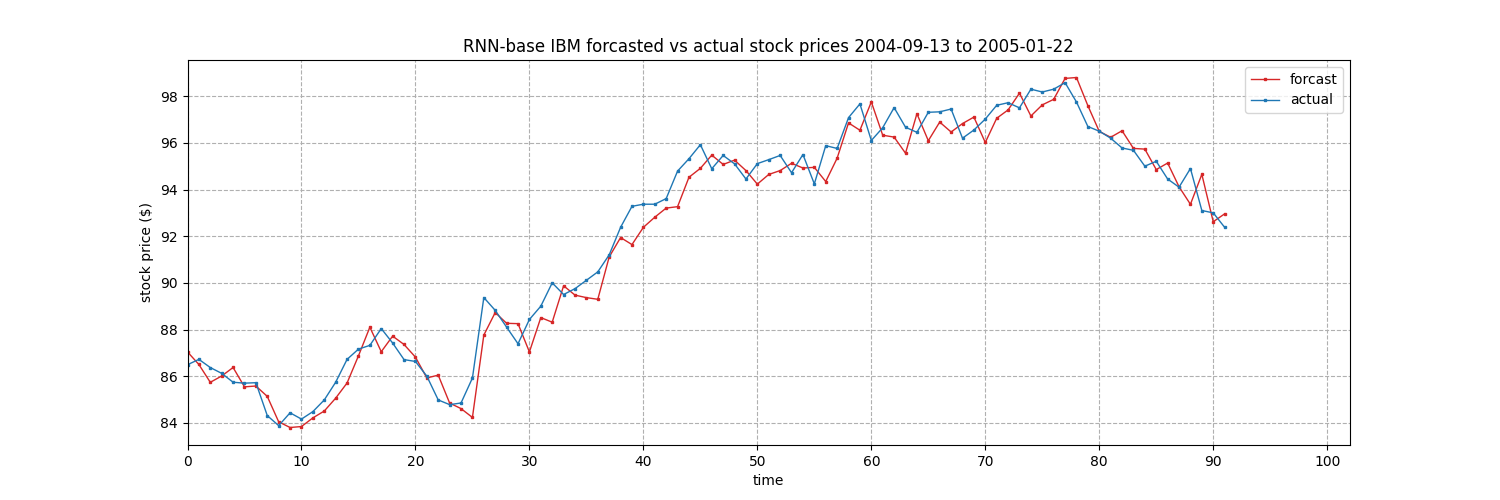 RNN-base IBM forcasted vs actual stock prices 2004-09-13 to 2005-01-22
forcast
actual
98
96
94
92
90
88
86
84
stock price ($)
0 10 20 30 40 50 60 70 80 90 100
time